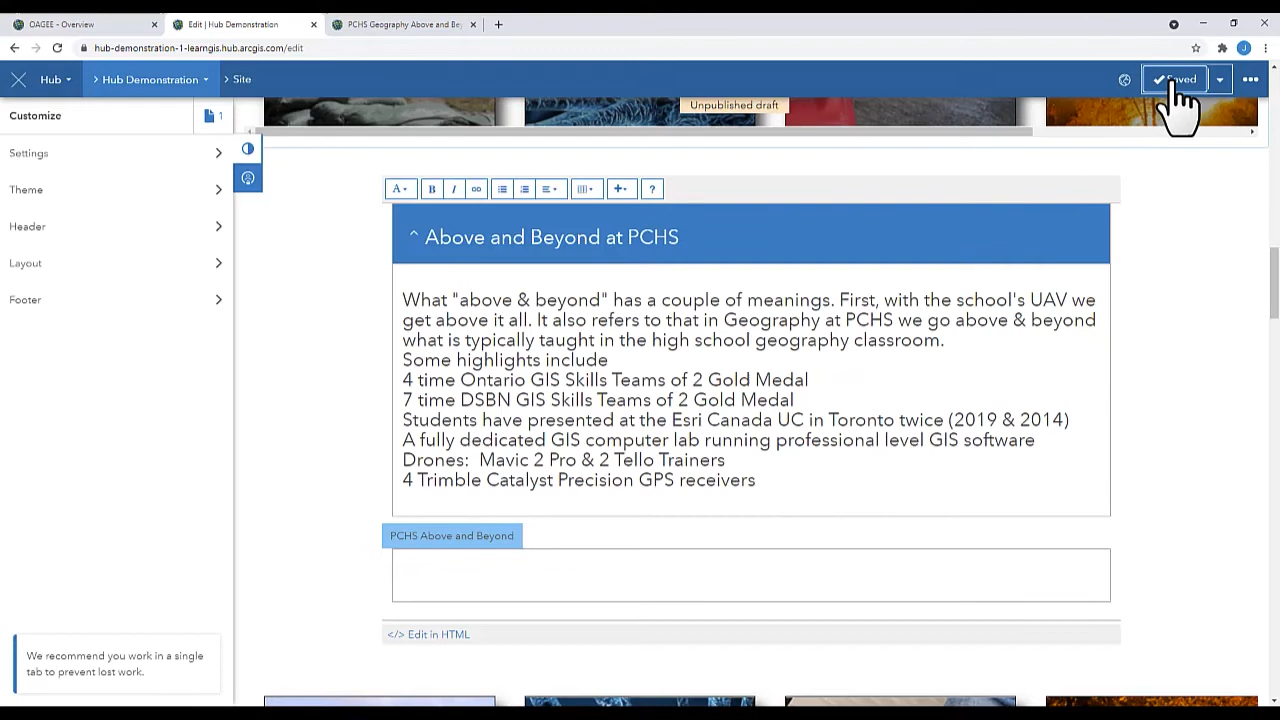 OAGEE - Overview
Edit | Hub Demonstration
PCHS Geography Above and Be
hub-demonstration-1-learngis.hub.arcgis.com/edit
J
Hub
Hub Demonstration
Site
Saved
Unpublished draft
Customize
1
Settings
Theme
Header
Layout
Footer
A
B
I
?
Above and Beyond at PCHS
What "above & beyond" has a couple of meanings. First, with the school's UAV we
get above it all. It also refers to that in Geography at PCHS we go above & beyond
what is typically taught in the high school geography classroom.
Some highlights include
4 time Ontario GIS Skills Teams of 2 Gold Medal
7 time DSBN GIS Skills Teams of 2 Gold Medal
Students have presented at the Esri Canada UC in Toronto twice (2019 & 2014)
A fully dedicated GIS computer lab running professional level GIS software
Drones: Mavic 2 Pro & 2 Tello Trainers
4 Trimble Catalyst Precision GPS receivers
PCHS Above and Beyond
</> Edit in HTML
We recommend you work in a single
tab to prevent lost work.